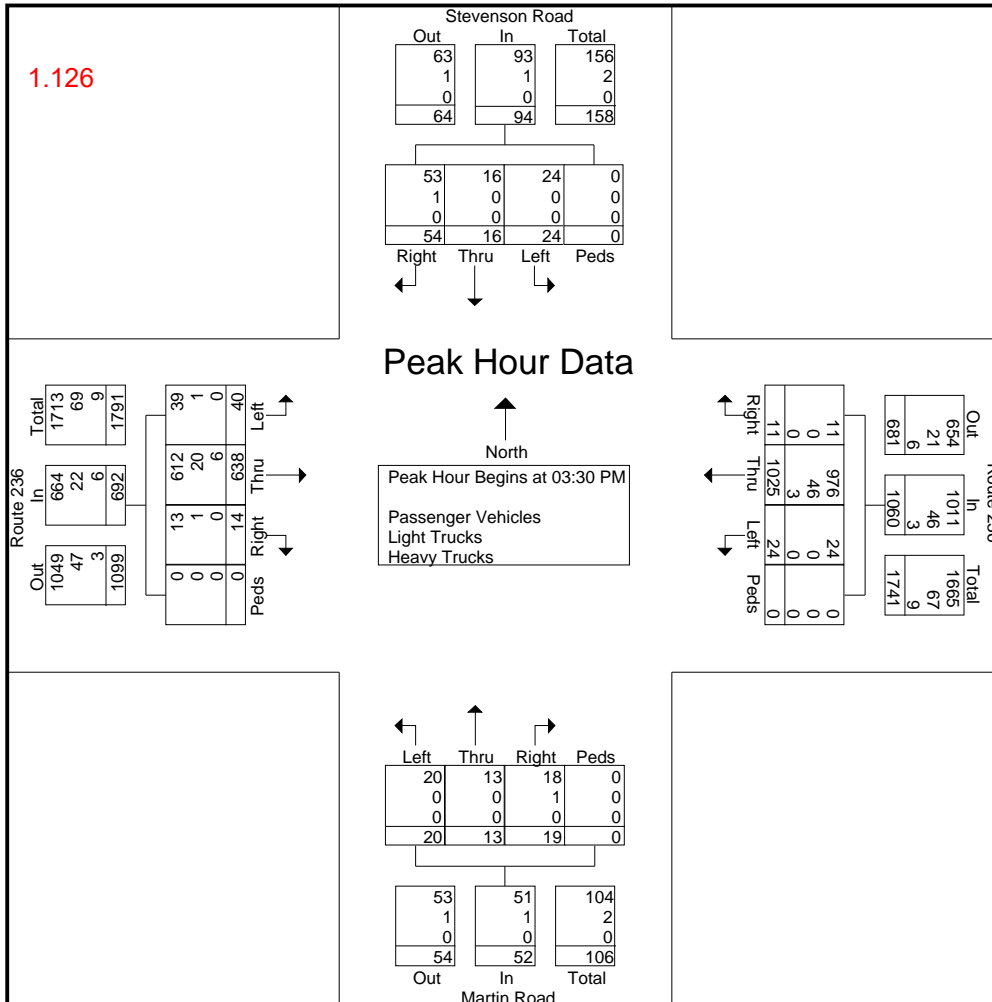 1.126
Stevenson Road
Out In Total
63 93 156
1 1 2
0 0 0
64 94 158
53 16 24 0
1 0 0 0
0 0 0 0
54 16 24 0
Right Thru Left Peds
Peak Hour Data
North
Peak Hour Begins at 03:30 PM
Passenger Vehicles
Light Trucks
Heavy Trucks
Route 236
Out In Total
1049 664 1713
47 22 69
3 6 9
1099 692 1791
0 13 612 39
0 1 20 1
0 0 6 0
0 14 638 40
Peds Right Thru Left
Out In Total
654 1011 1665
21 46 67
6 3 9
681 1060 1741
11 976 24 0
0 46 0 0
0 3 0 0
11 1025 24 0
Right Thru Left Peds
Left Thru Right Peds
20 13 18 0
0 0 1 0
0 0 0 0
20 13 19 0
53 51 104
1 1 2
0 0 0
54 52 106
Out In Total
Martin Road